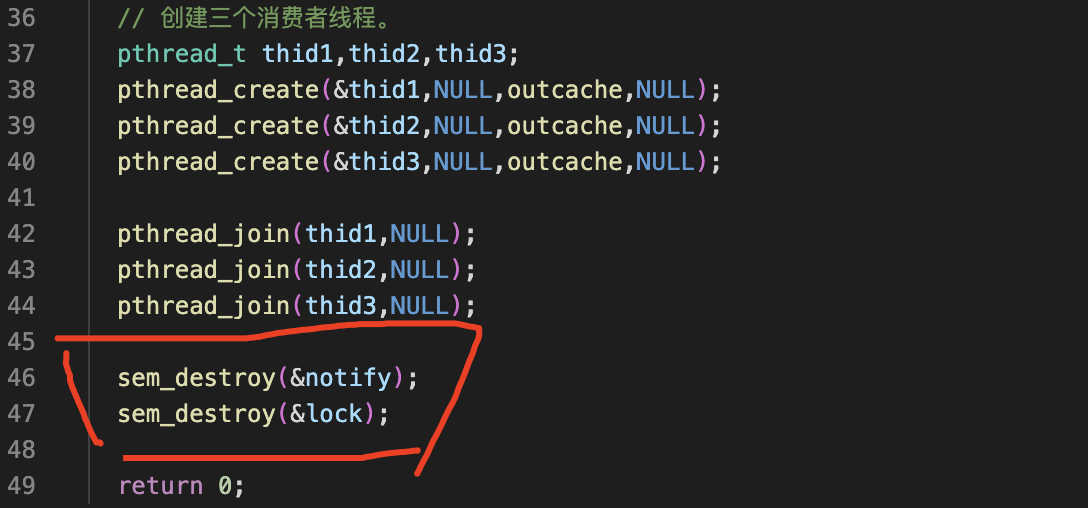 36 // 创建三个消费者线程。
37 pthread_t thid1,thid2,thid3;
38 pthread_create(&thid1,NULL,outcache,NULL);
39 pthread_create(&thid2,NULL,outcache,NULL);
40 pthread_create(&thid3,NULL,outcache,NULL);
41
42 pthread_join(thid1,NULL);
43 pthread_join(thid2,NULL);
44 pthread_join(thid3,NULL);
45
46 sem_destroy(&notify);
47 sem_destroy(&lock);
48
49 return 0;